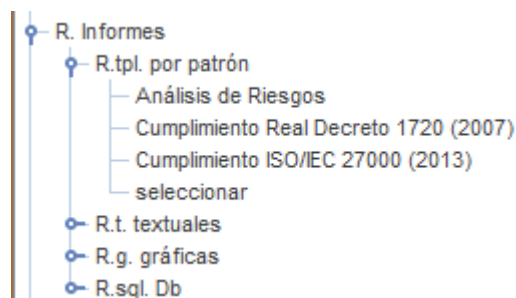 R. Informes
R.tpl. por patrón
Análisis de Riesgos
Cumplimiento Real Decreto 1720 (2007)
Cumplimiento ISO/IEC 27000 (2013)
seleccionar
R.t. textuales
R.g. gráficas
R.sql. Db